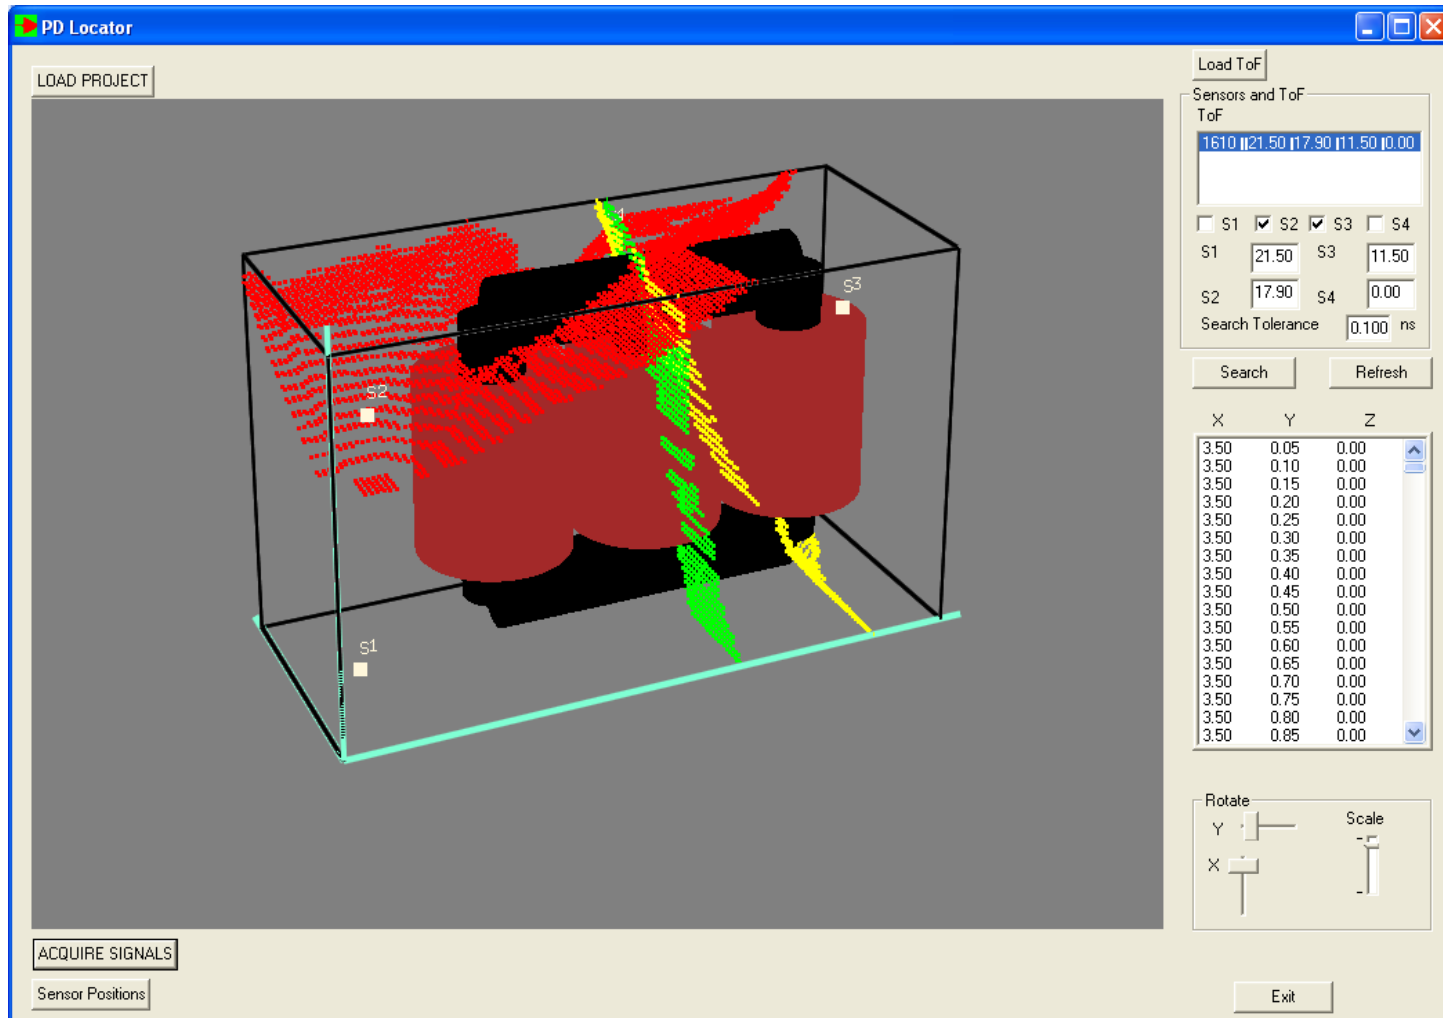 PD Locator
LOAD PROJECT
Load ToF
Sensors and ToF
ToF
1610 ||21.50 |17.90 |11.50 |0.00
S1 S2 S3 S4
S1 21.50 S3 11.50
S2 17.90 S4 0.00
Search Tolerance 0.100 ns
Search Refresh
X Y Z
3.50 0.05 0.00
3.50 0.10 0.00
3.50 0.15 0.00
3.50 0.20 0.00
3.50 0.25 0.00
3.50 0.30 0.00
3.50 0.35 0.00
3.50 0.40 0.00
3.50 0.45 0.00
3.50 0.50 0.00
3.50 0.55 0.00
3.50 0.60 0.00
3.50 0.65 0.00
3.50 0.70 0.00
3.50 0.75 0.00
3.50 0.80 0.00
3.50 0.85 0.00
S3
S2
S1
Rotate
Y
X
Scale
ACQUIRE SIGNALS
Sensor Positions
Exit